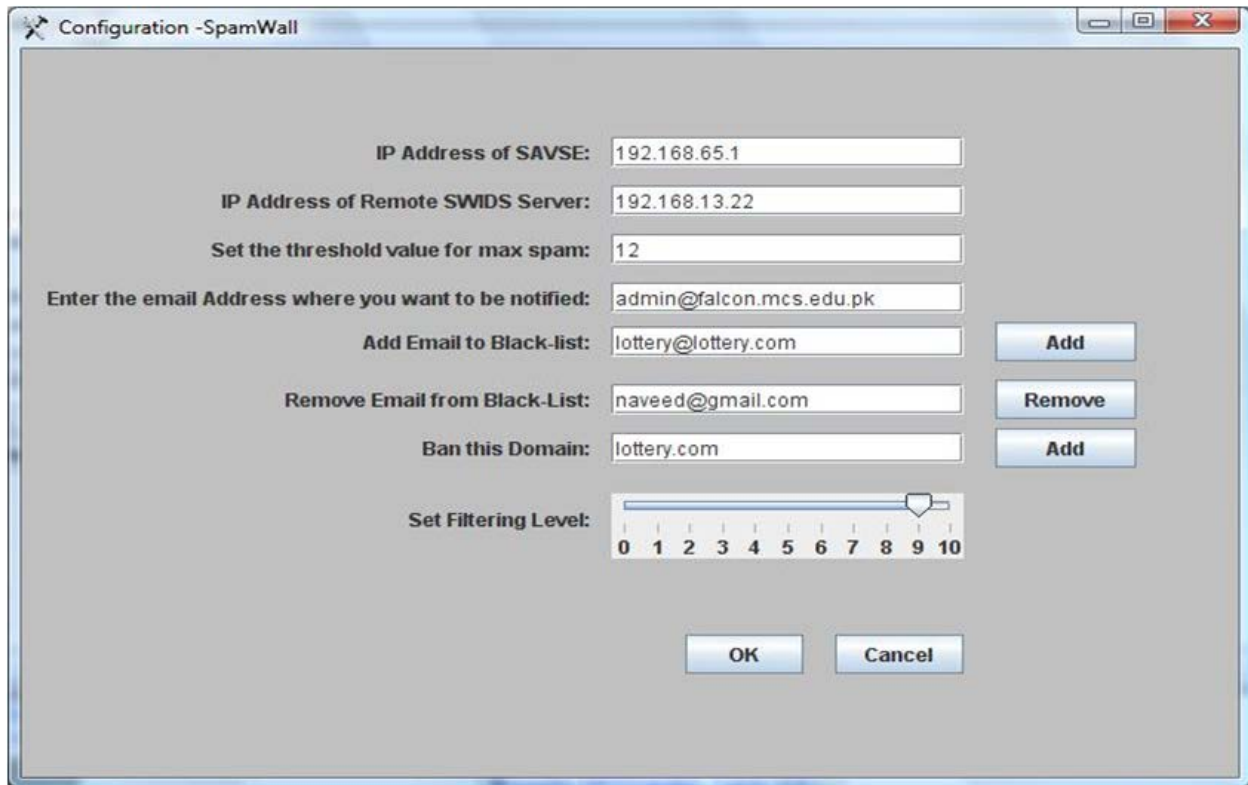 Configuration -SpamWall
IP Address of SAVSE: 192.168.65.1
IP Address of Remote SWIDS Server: 192.168.13.22
Set the threshold value for max spam: 12
Enter the email Address where you want to be notified: admin@falcon.mcs.edu.pk
Add Email to Black-list: lottery@lottery.com Add
Remove Email from Black-List: naveed@gmail.com Remove
Ban this Domain: lottery.com Add
Set Filtering Level:
0 1 2 3 4 5 6 7 8 9 10
OK Cancel